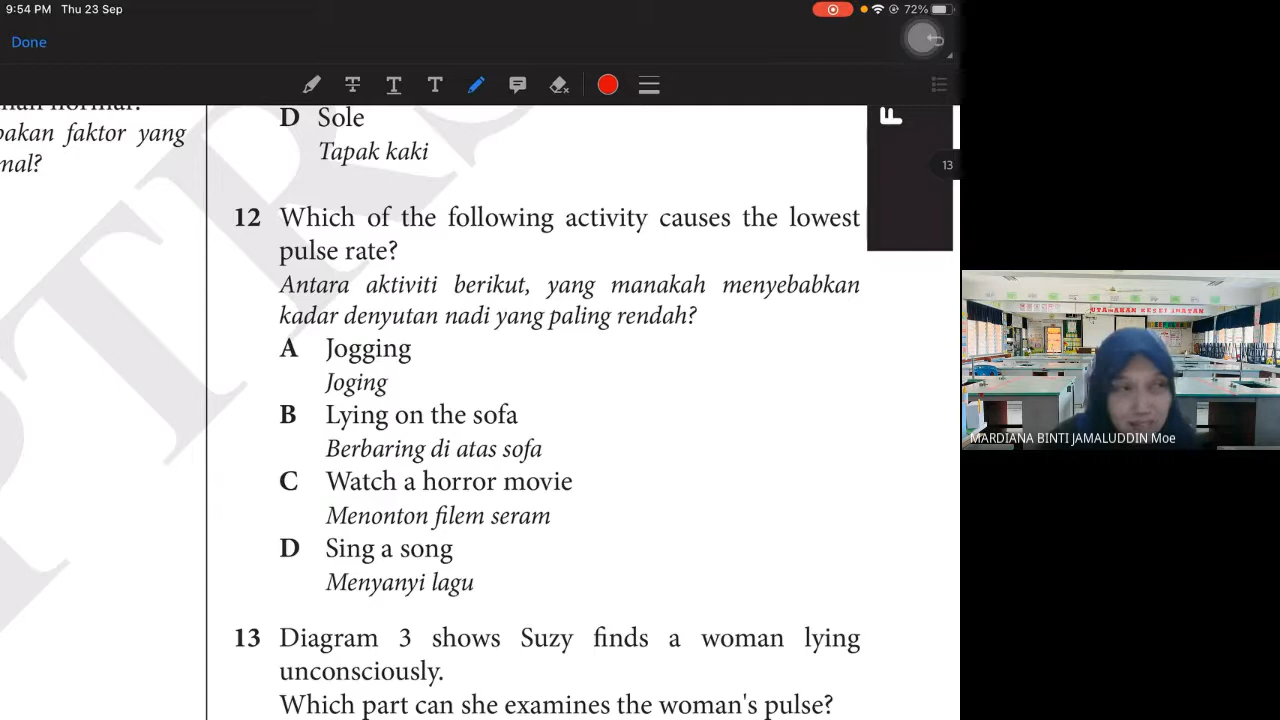 9:54 PM Thu 23 Sep
72%
Done
pakan faktor yang
mal?
D Sole
Tapak kaki
F
13
12 Which of the following activity causes the lowest
pulse rate?
Antara aktiviti berikut, yang manakah menyebabkan
kadar denyutan nadi yang paling rendah?
A Jogging
Joging
B Lying on the sofa
Berbaring di atas sofa
C Watch a horror movie
Menonton filem seram
D Sing a song
Menyanyi lagu
13 Diagram 3 shows Suzy finds a woman lying
unconsciously.
Which part can she examines the woman's pulse?
MARDIANA BINTI JAMALUDDIN Moe